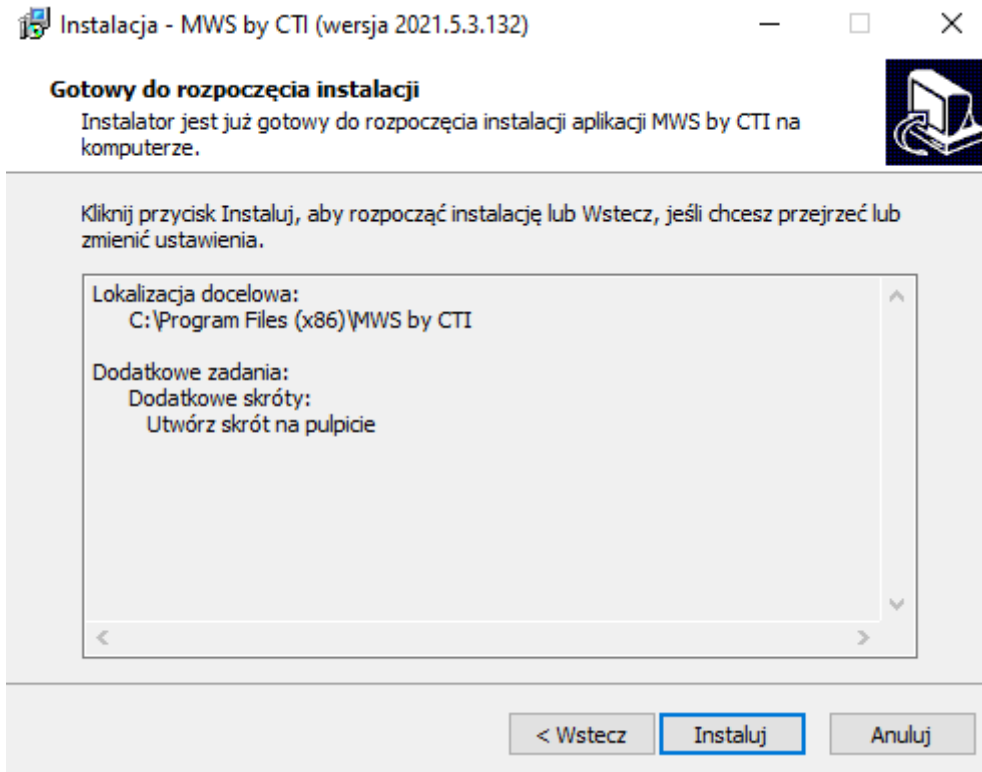 Instalacja - MWS by CTI (wersja 2021.5.3.132)
Gotowy do rozpoczęcia instalacji
Instalator jest już gotowy do rozpoczęcia instalacji aplikacji MWS by CTI na
komputerze.
Kliknij przycisk Instaluj, aby rozpocząć instalację lub Wstecz, jeśli chcesz przejrzeć lub
zmienić ustawienia.
Lokalizacja docelowa:
C:\Program Files (x86)\MWS by CTI
Dodatkowe zadania:
Dodatkowe skróty:
Utwórz skrót na pulpicie
< Wstecz
Instaluj
Anuluj